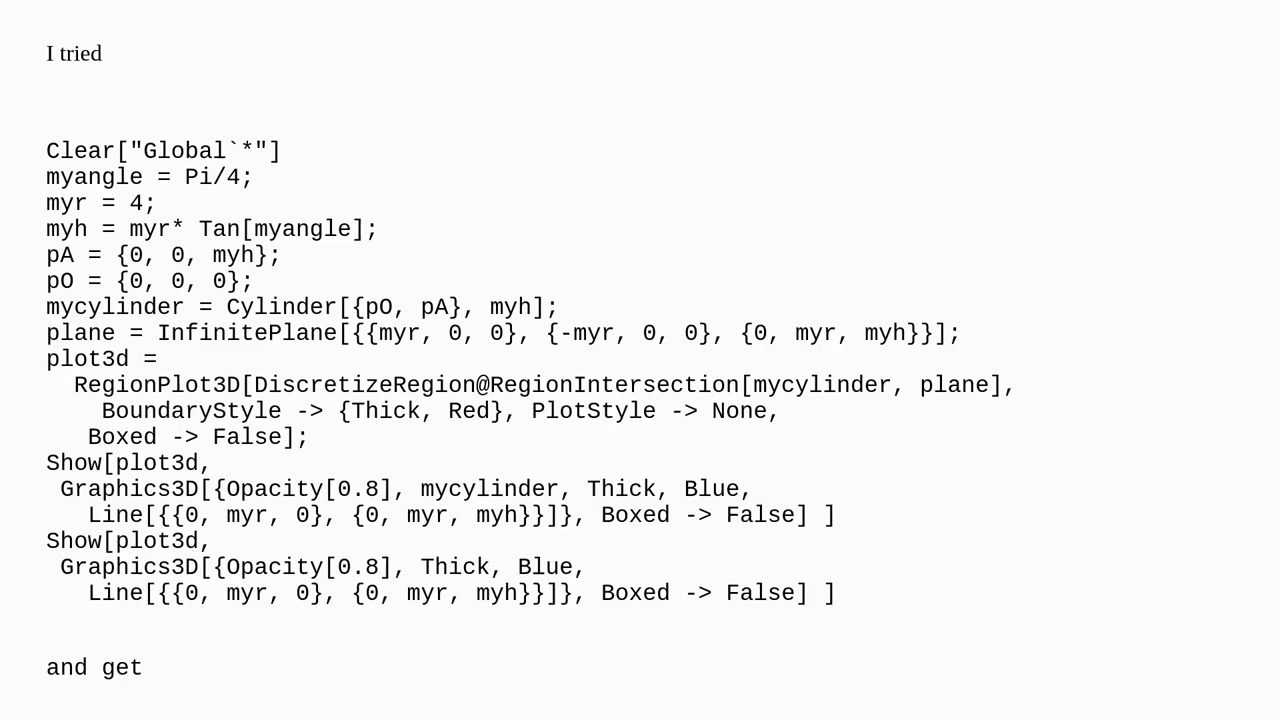 I tried
Clear["Global`*"]
myangle = Pi/4;
myr = 4;
myh = myr* Tan[myangle];
pA = {0, 0, myh};
pO = {0, 0, 0};
mycylinder = Cylinder[{pO, pA}, myh];
plane = InfinitePlane[{{myr, 0, 0}, {-myr, 0, 0}, {0, myr, myh}}];
plot3d =
  RegionPlot3D[DiscretizeRegion@RegionIntersection[mycylinder, plane],
    BoundaryStyle -> {Thick, Red}, PlotStyle -> None,
   Boxed -> False];
Show[plot3d,
 Graphics3D[{Opacity[0.8], mycylinder, Thick, Blue,
   Line[{{0, myr, 0}, {0, myr, myh}}]}, Boxed -> False] ]
Show[plot3d,
 Graphics3D[{Opacity[0.8], Thick, Blue,
   Line[{{0, myr, 0}, {0, myr, myh}}]}, Boxed -> False] ]
and get